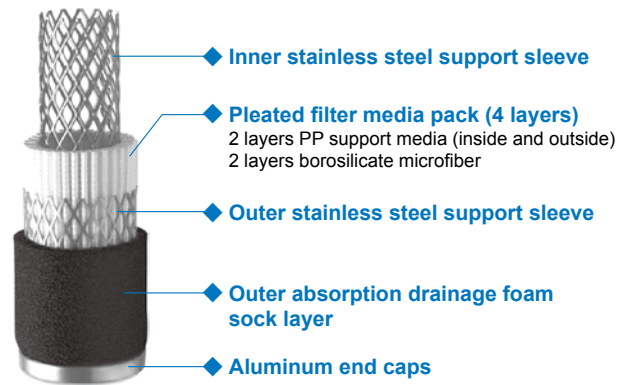 Inner stainless steel support sleeve
Pleated filter media pack (4 layers)
2 layers PP support media (inside and outside)
2 layers borosilicate microfiber
Outer stainless steel support sleeve
Outer absorption drainage foam
sock layer
Aluminum end caps